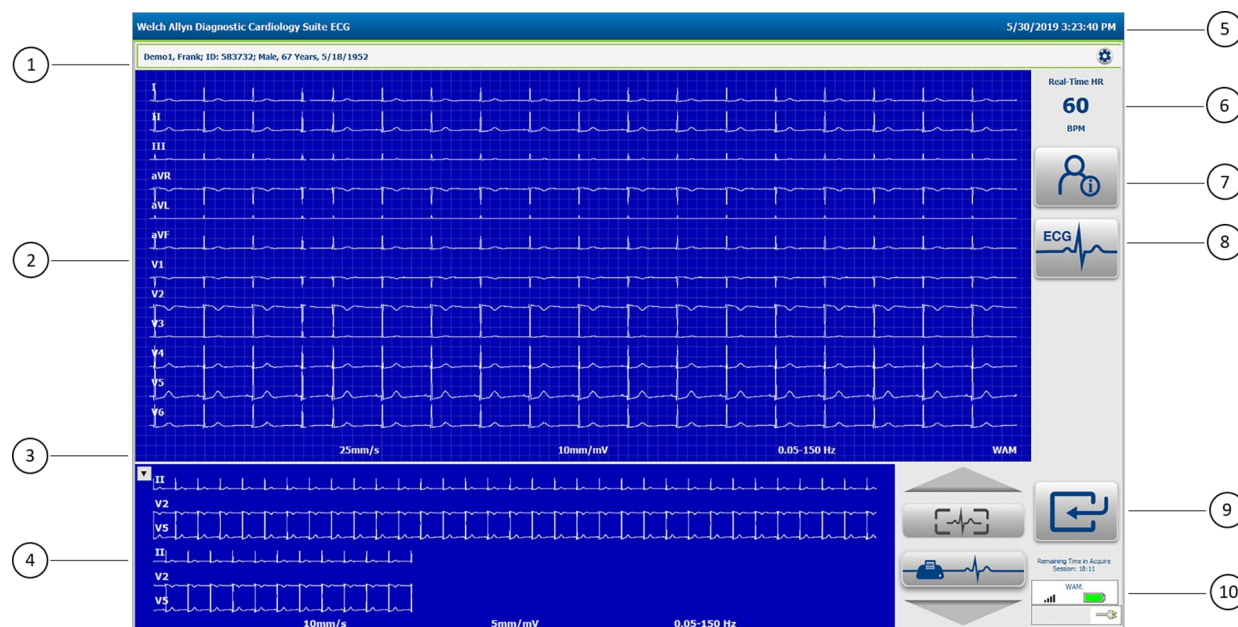 Welch Allyn Diagnostic Cardiology Suite ECG 5/30/2019 3:23:40 PM
Demo1, Frank; ID: 583732; Male, 67 Years, 5/18/1952
1
5
Real-Time HR
60
BPM
6
I
II
III
aVR
aVL
aVF
V1
V2
V3
V4
V5
V6
7
ECG
8
2
25mm/s 10mm/mV 0.05-150 Hz WAM
3
II
V2
V5
II
V2
V5
9
4
Remaining Time in Acquire
Session: 18:11
WAM:
10
10mm/s 5mm/mV 0.05-150 Hz